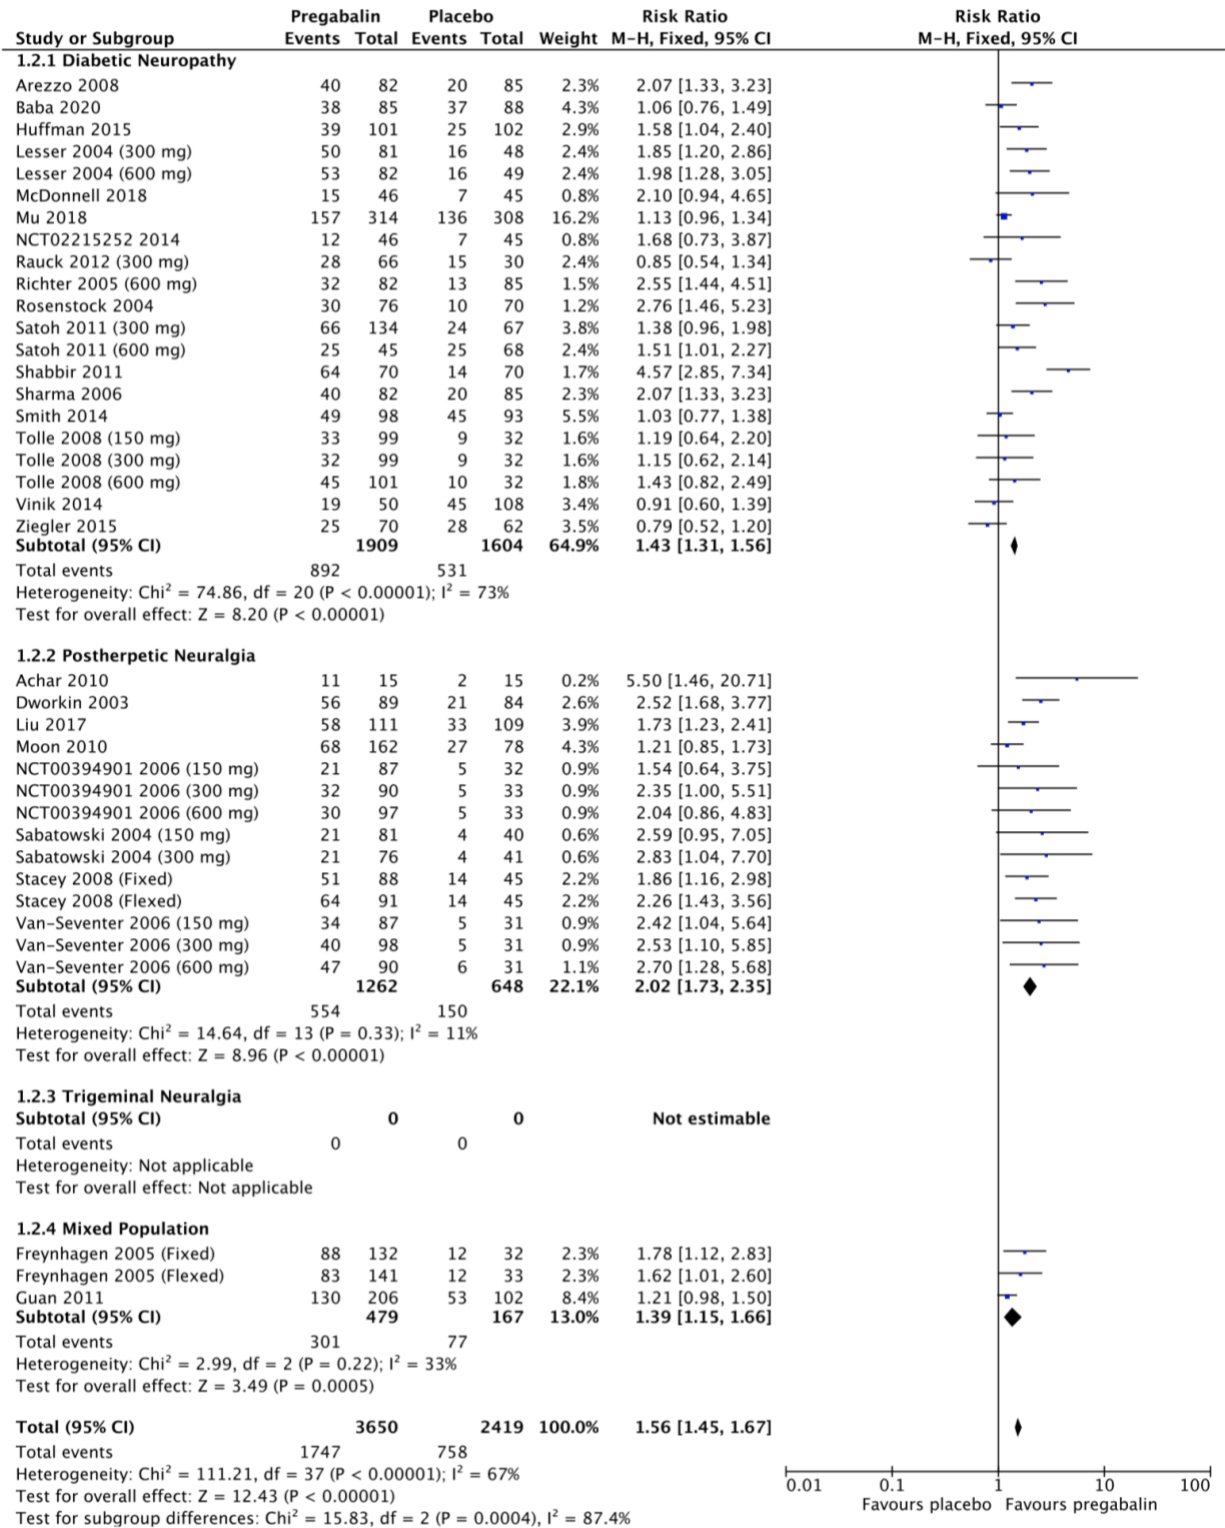 Pregabalin Placebo Risk Ratio Risk Ratio
Study or Subgroup Events Total Events Total Weight M-H, Fixed, 95% CI M-H, Fixed, 95% CI
1.2.1 Diabetic Neuropathy
Arezzo 2008 40 82 20 85 2.3% 2.07 [1.33, 3.23]
Baba 2020 38 85 37 88 4.3% 1.06 [0.76, 1.49]
Huffman 2015 39 101 25 102 2.9% 1.58 [1.04, 2.40]
Lesser 2004 (300 mg) 50 81 16 48 2.4% 1.85 [1.20, 2.86]
Lesser 2004 (600 mg) 53 82 16 49 2.4% 1.98 [1.28, 3.05]
McDonnell 2018 15 46 7 45 0.8% 2.10 [0.94, 4.65]
Mu 2018 157 314 136 308 16.2% 1.13 [0.96, 1.34]
NCT02215252 2014 12 46 7 45 0.8% 1.68 [0.73, 3.87]
Rauck 2012 (300 mg) 28 66 15 30 2.4% 0.85 [0.54, 1.34]
Richter 2005 (600 mg) 32 82 13 85 1.5% 2.55 [1.44, 4.51]
Rosenstock 2004 30 76 10 70 1.2% 2.76 [1.46, 5.23]
Satoh 2011 (300 mg) 66 134 24 67 3.8% 1.38 [0.96, 1.98]
Satoh 2011 (600 mg) 25 45 25 68 2.4% 1.51 [1.01, 2.27]
Shabbir 2011 64 70 14 70 1.7% 4.57 [2.85, 7.34]
Sharma 2006 40 82 20 85 2.3% 2.07 [1.33, 3.23]
Smith 2014 49 98 45 93 5.5% 1.03 [0.77, 1.38]
Tolle 2008 (150 mg) 33 99 9 32 1.6% 1.19 [0.64, 2.20]
Tolle 2008 (300 mg) 32 99 9 32 1.6% 1.15 [0.62, 2.14]
Tolle 2008 (600 mg) 45 101 10 32 1.8% 1.43 [0.82, 2.49]
Vinik 2014 19 50 45 108 3.4% 0.91 [0.60, 1.39]
Ziegler 2015 25 70 28 62 3.5% 0.79 [0.52, 1.20]
Subtotal (95% CI) 1909 1604 64.9% 1.43 [1.31, 1.56]
Total events 892 531
Heterogeneity: Chi² = 74.86, df = 20 (P < 0.00001); I² = 73%
Test for overall effect: Z = 8.20 (P < 0.00001)
1.2.2 Postherpetic Neuralgia
Achar 2010 11 15 2 15 0.2% 5.50 [1.46, 20.71]
Dworkin 2003 56 89 21 84 2.6% 2.52 [1.68, 3.77]
Liu 2017 58 111 33 109 3.9% 1.73 [1.23, 2.41]
Moon 2010 68 162 27 78 4.3% 1.21 [0.85, 1.73]
NCT00394901 2006 (150 mg) 21 87 5 32 0.9% 1.54 [0.64, 3.75]
NCT00394901 2006 (300 mg) 32 90 5 33 0.9% 2.35 [1.00, 5.51]
NCT00394901 2006 (600 mg) 30 97 5 33 0.9% 2.04 [0.86, 4.83]
Sabatowski 2004 (150 mg) 21 81 4 40 0.6% 2.59 [0.95, 7.05]
Sabatowski 2004 (300 mg) 21 76 4 41 0.6% 2.83 [1.04, 7.70]
Stacey 2008 (Fixed) 51 88 14 45 2.2% 1.86 [1.16, 2.98]
Stacey 2008 (Flexed) 64 91 14 45 2.2% 2.26 [1.43, 3.56]
Van-Seventer 2006 (150 mg) 34 87 5 31 0.9% 2.42 [1.04, 5.64]
Van-Seventer 2006 (300 mg) 40 98 5 31 0.9% 2.53 [1.10, 5.85]
Van-Seventer 2006 (600 mg) 47 90 6 31 1.1% 2.70 [1.28, 5.68]
Subtotal (95% CI) 1262 648 22.1% 2.02 [1.73, 2.35]
Total events 554 150
Heterogeneity: Chi² = 14.64, df = 13 (P = 0.33); I² = 11%
Test for overall effect: Z = 8.96 (P < 0.00001)
1.2.3 Trigeminal Neuralgia
Subtotal (95% CI) 0 0 Not estimable
Total events 0 0
Heterogeneity: Not applicable
Test for overall effect: Not applicable
1.2.4 Mixed Population
Freynhagen 2005 (Fixed) 88 132 12 32 2.3% 1.78 [1.12, 2.83]
Freynhagen 2005 (Flexed) 83 141 12 33 2.3% 1.62 [1.01, 2.60]
Guan 2011 130 206 53 102 8.4% 1.21 [0.98, 1.50]
Subtotal (95% CI) 479 167 13.0% 1.39 [1.15, 1.66]
Total events 301 77
Heterogeneity: Chi² = 2.99, df = 2 (P = 0.22); I² = 33%
Test for overall effect: Z = 3.49 (P = 0.0005)
Total (95% CI) 3650 2419 100.0% 1.56 [1.45, 1.67]
Total events 1747 758
Heterogeneity: Chi² = 111.21, df = 37 (P < 0.00001); I² = 67%
Test for overall effect: Z = 12.43 (P < 0.00001)
Test for subgroup differences: Chi² = 15.83, df = 2 (P = 0.0004), I² = 87.4%
0.01 0.1 1 10 100
Favours placebo Favours pregabalin